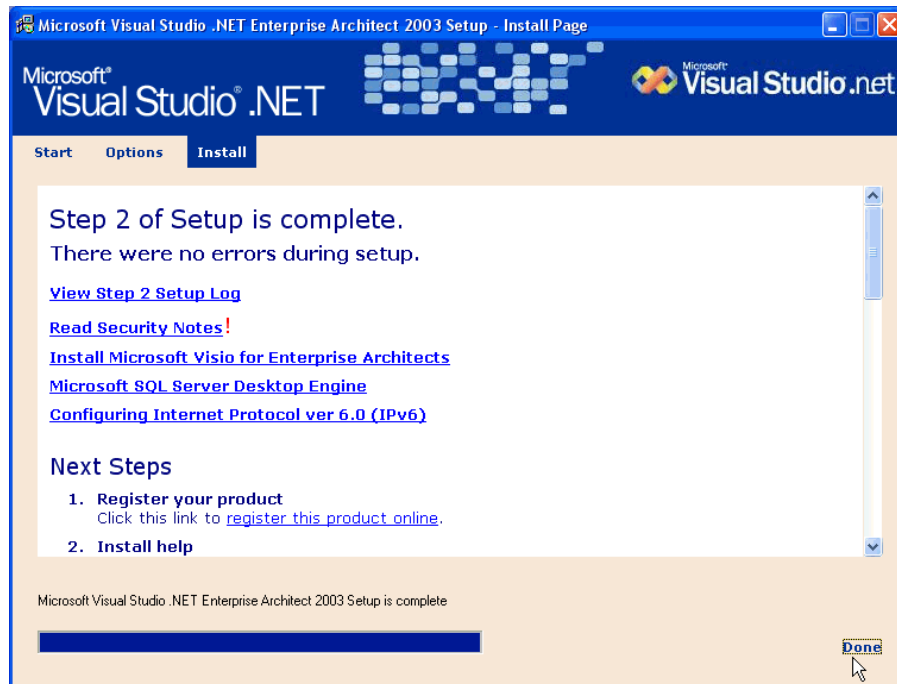 Microsoft Visual Studio .NET Enterprise Architect 2003 Setup - Install Page
Microsoft®
Visual Studio® .NET
Microsoft
Visual Studio.net
Start Options Install
Step 2 of Setup is complete.
There were no errors during setup.
View Step 2 Setup Log
Read Security Notes!
Install Microsoft Visio for Enterprise Architects
Microsoft SQL Server Desktop Engine
Configuring Internet Protocol ver 6.0 (IPv6)
Next Steps
1. Register your product
Click this link to register this product online.
2. Install help
Microsoft Visual Studio .NET Enterprise Architect 2003 Setup is complete
Done